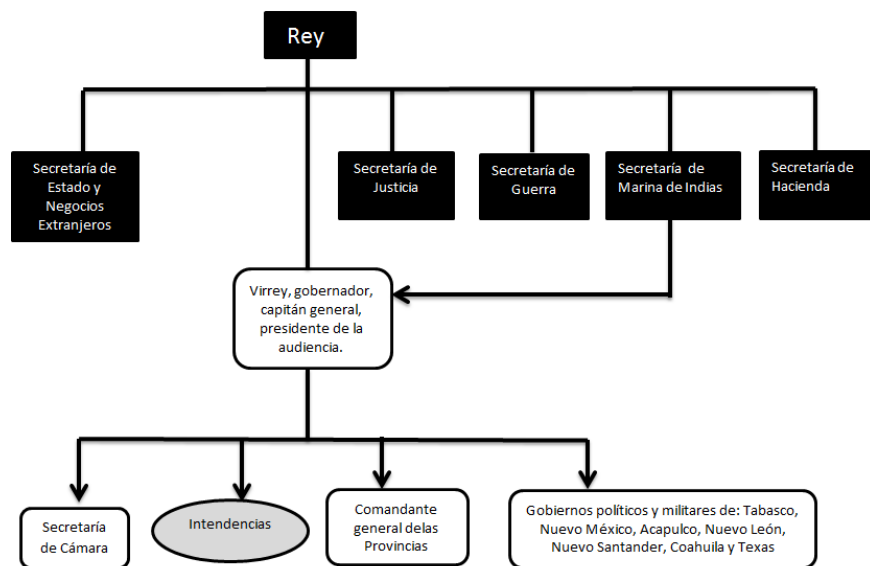 Rey
Secretaría de
Estado y
Negocios
Extranjeros
Secretaría de
Justicia
Secretaría de
Guerra
Secretaría de
Marina de Indias
Secretaría de
Hacienda
Virrey, gobernador,
capitán general,
presidente de la
audiencia.
Secretaría
de Cámara
Intendencias
Comandante
general delas
Provincias
Gobiernos políticos y militares de: Tabasco,
Nuevo México, Acapulco, Nuevo León,
Nuevo Santander, Coahuila y Texas